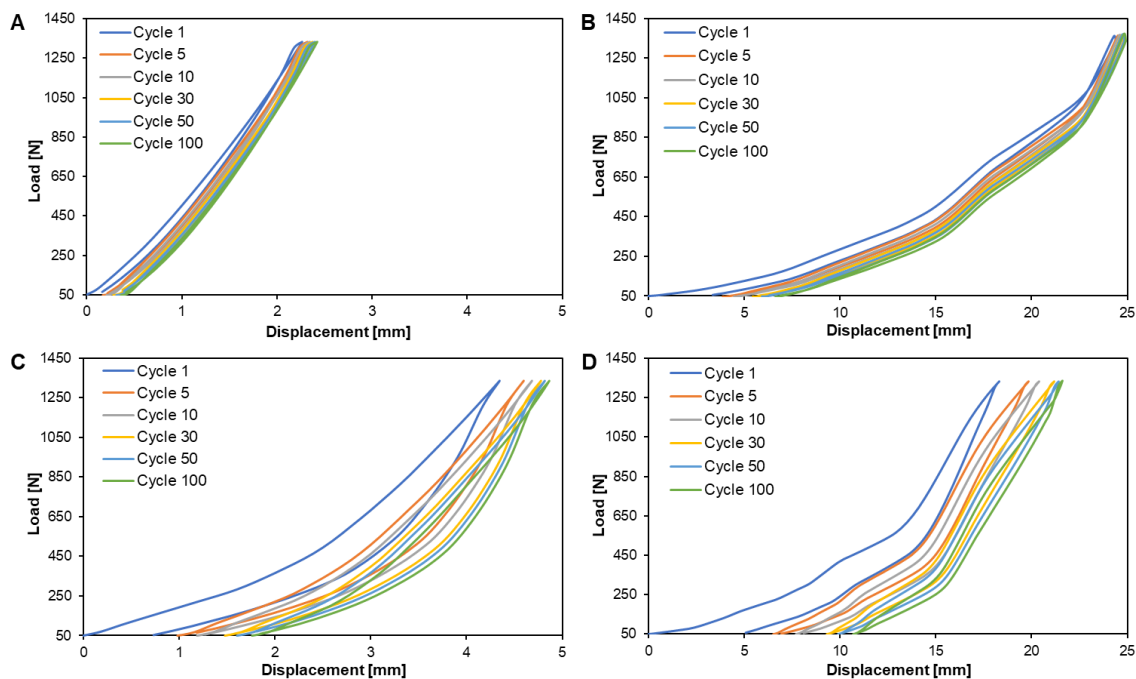 A
1450
1250
1050
850
650
450
250
50
Load [N]
Cycle 1
Cycle 5
Cycle 10
Cycle 30
Cycle 50
Cycle 100
0 1 2 3 4 5
Displacement [mm]
B
1450
1250
1050
850
650
450
250
50
Load [N]
Cycle 1
Cycle 5
Cycle 10
Cycle 30
Cycle 50
Cycle 100
0 5 10 15 20 25
Displacement [mm]
C
1450
1250
1050
850
650
450
250
50
Load [N]
Cycle 1
Cycle 5
Cycle 10
Cycle 30
Cycle 50
Cycle 100
0 1 2 3 4 5
Displacement [mm]
D
1450
1250
1050
850
650
450
250
50
Load [N]
Cycle 1
Cycle 5
Cycle 10
Cycle 30
Cycle 50
Cycle 100
0 5 10 15 20 25
Displacement [mm]